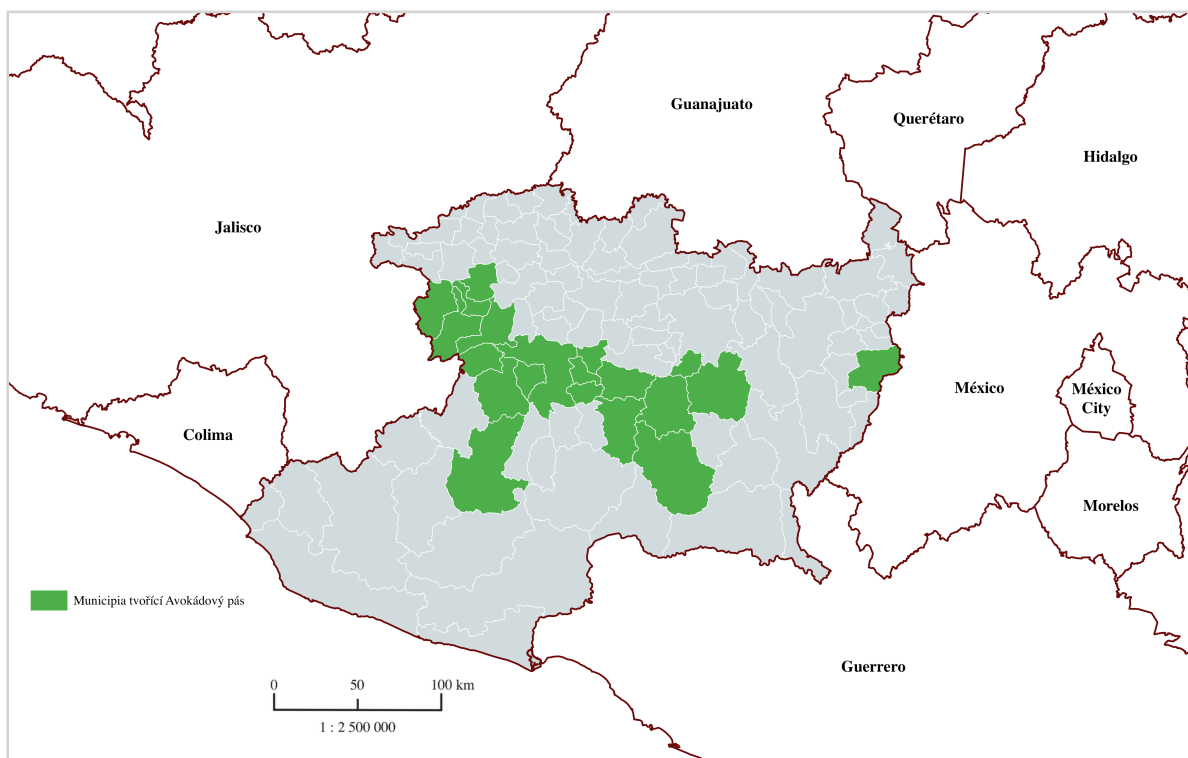 Guanajuato
Querétaro
Hidalgo
Jalisco
México
México
City
Colima
Morelos
Municipia tvořící Avokádový pás
Guerrero
0 50 100 km
1 : 2 500 000